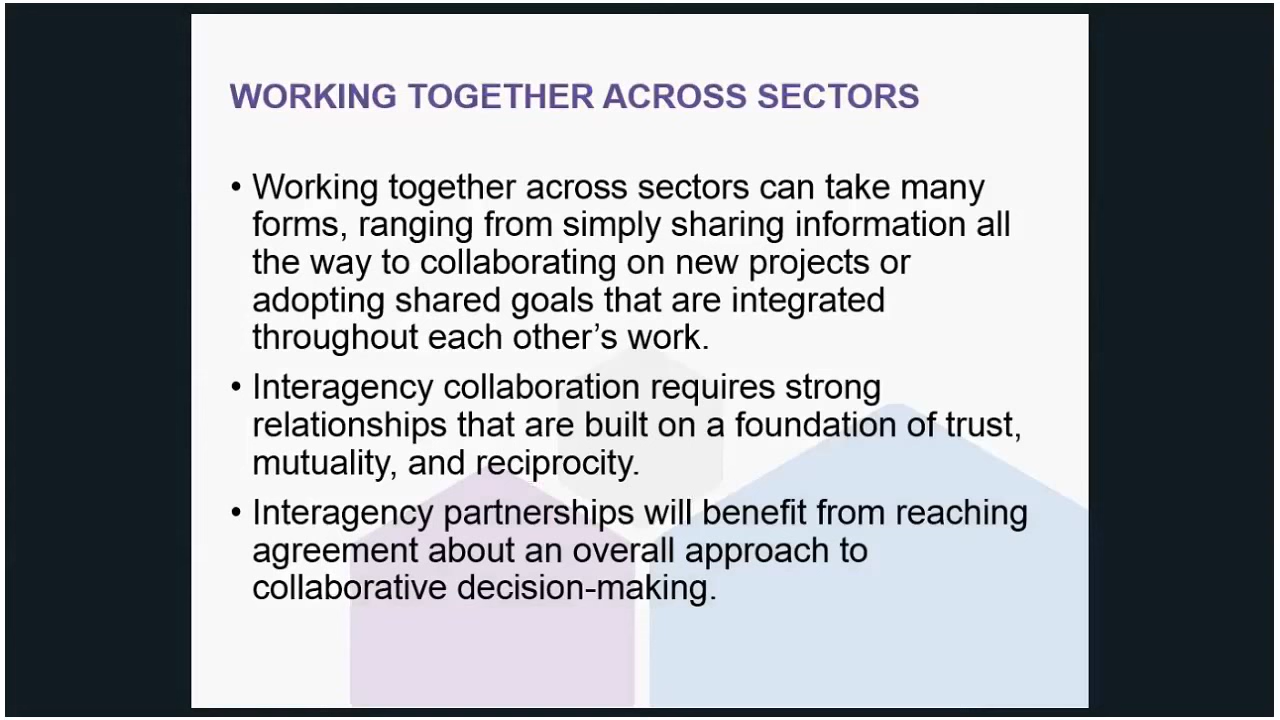 WORKING TOGETHER ACROSS SECTORS
• Working together across sectors can take many
forms, ranging from simply sharing information all
the way to collaborating on new projects or
adopting shared goals that are integrated
throughout each other’s work.
• Interagency collaboration requires strong
relationships that are built on a foundation of trust,
mutuality, and reciprocity.
• Interagency partnerships will benefit from reaching
agreement about an overall approach to
collaborative decision-making.